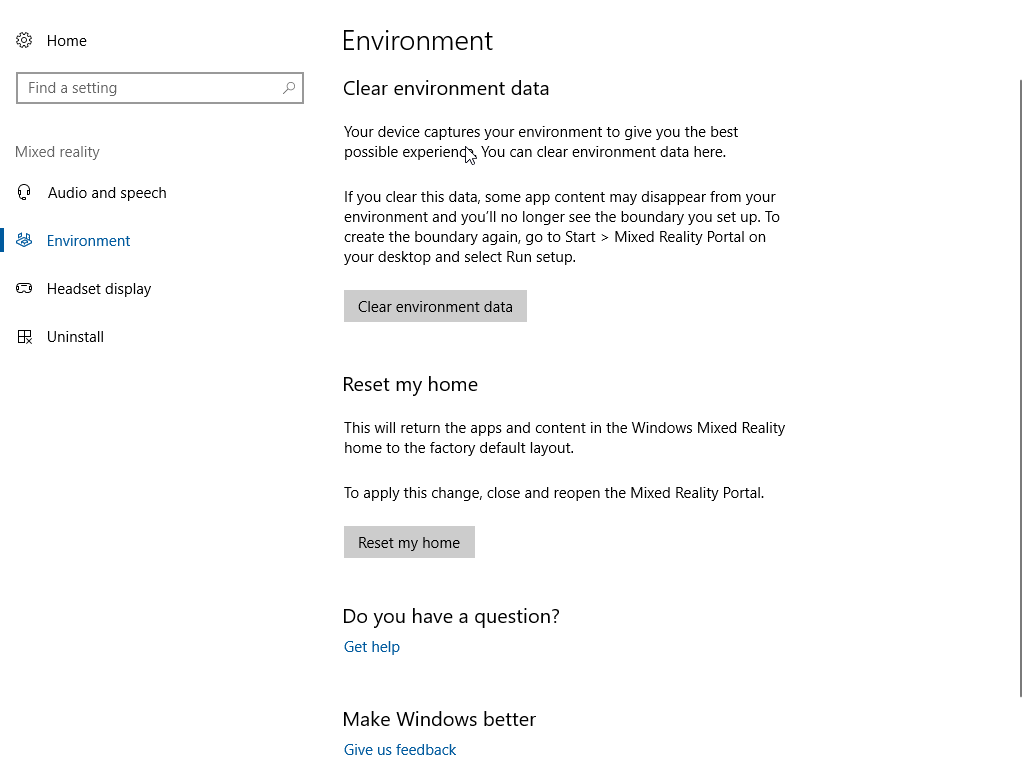 Home
Find a setting
Mixed reality
Audio and speech
Environment
Headset display
Uninstall
Environment
Clear environment data
Your device captures your environment to give you the best
possible experience. You can clear environment data here.
If you clear this data, some app content may disappear from your
environment and you'll no longer see the boundary you set up. To
create the boundary again, go to Start > Mixed Reality Portal on
your desktop and select Run setup.
Clear environment data
Reset my home
This will return the apps and content in the Windows Mixed Reality
home to the factory default layout.
To apply this change, close and reopen the Mixed Reality Portal.
Reset my home
Do you have a question?
Get help
Make Windows better
Give us feedback